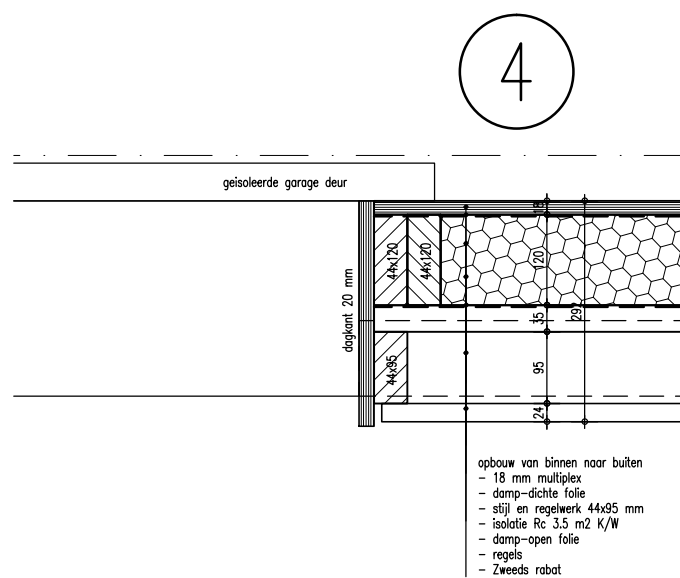 4
geisoleerde garage deur
18
44x120
44x120
120
dagkant 20 mm
35
29
44x95
95
24
opbouw van binnen naar buiten
- 18 mm multiplex
- damp-dichte folie
- stijl en regelwerk 44x95 mm
- isolatie Rc 3.5 m2 K/W
- damp-open folie
- regels
- Zweeds rabat